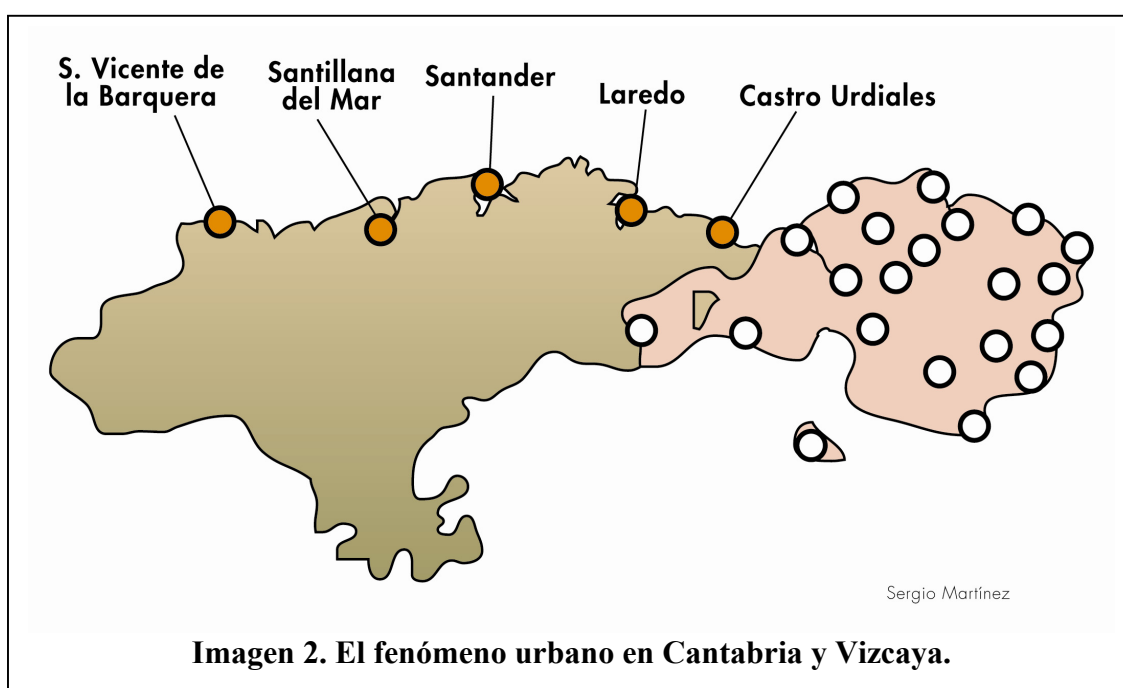 S. Vicente de
la Barquera
Santillana
del Mar
Santander
Laredo
Castro Urdiales
Sergio Martínez
Imagen 2. El fenómeno urbano en Cantabria y Vizcaya.